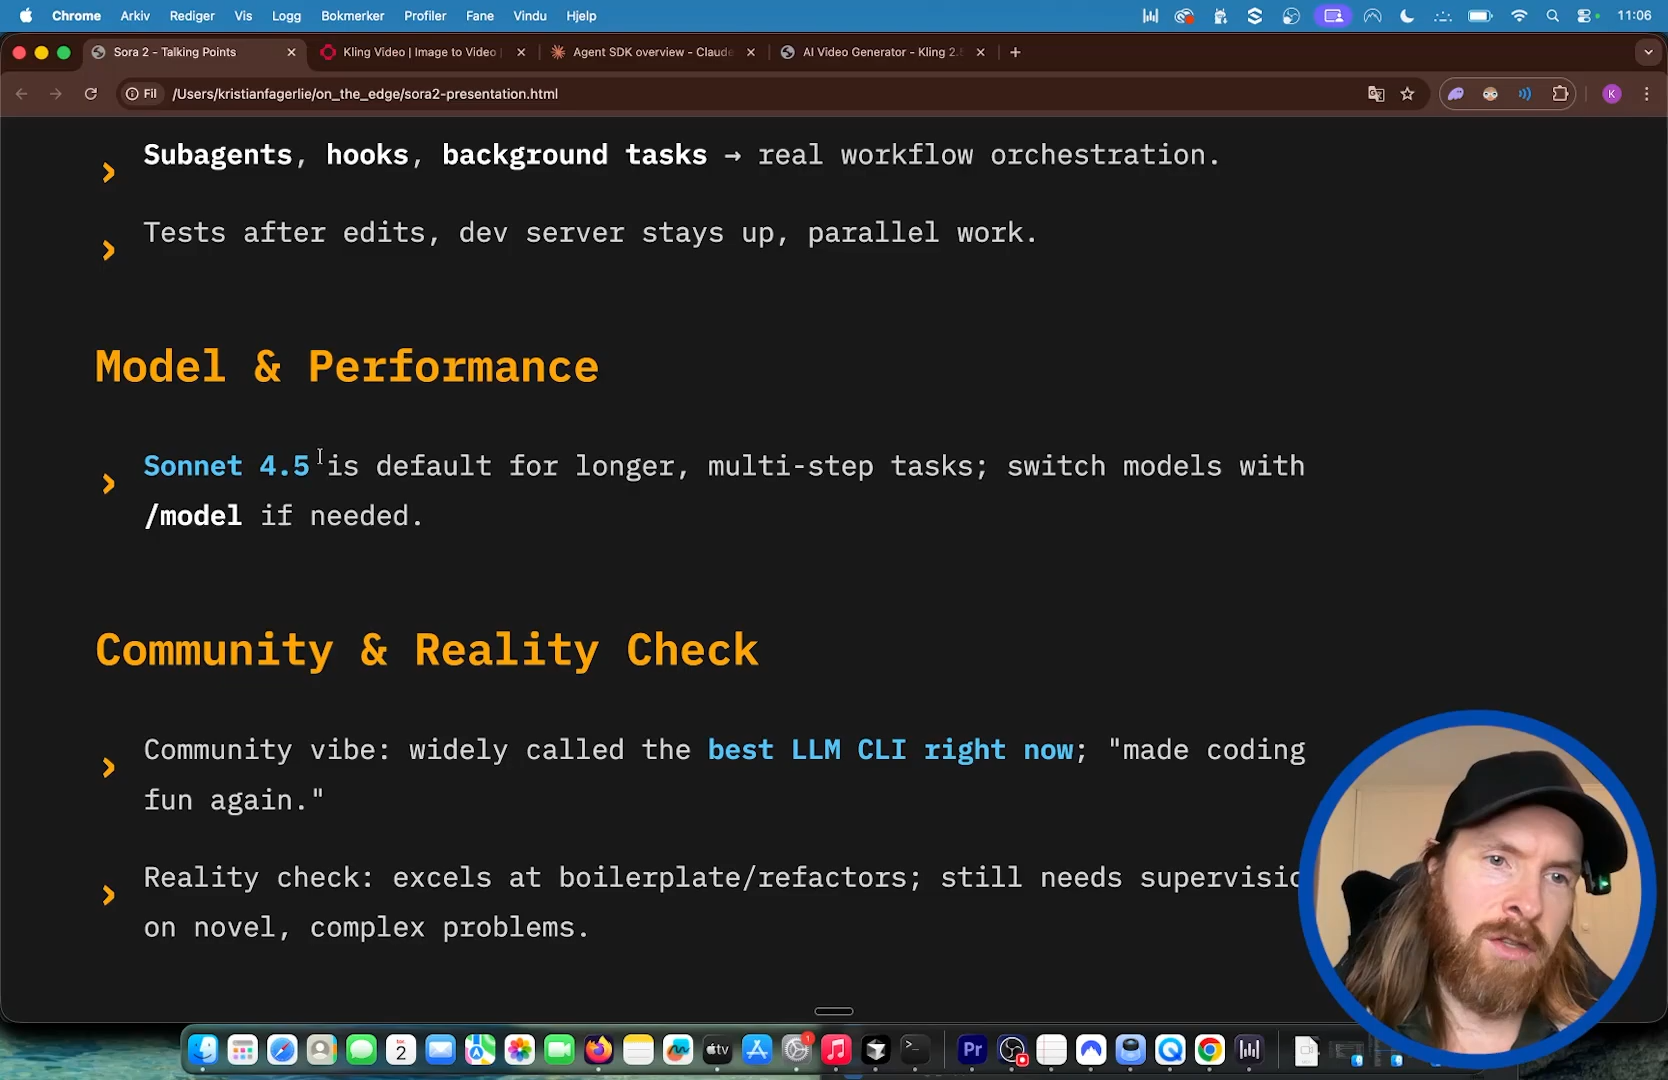 Chrome Arkiv Rediger Vis Logg Bokmerker Profiler Fane Vindu Hjelp 11:06
Sora 2 - Talking Points Kling Video | Image to Video Agent SDK overview - Claude AI Video Generator - Kling 2.
Fil /Users/kristianfagerlie/on_the_edge/sora2-presentation.html K
Subagents, hooks, background tasks → real workflow orchestration.
Tests after edits, dev server stays up, parallel work.
Model & Performance
Sonnet 4.5 is default for longer, multi-step tasks; switch models with
/model if needed.
Community & Reality Check
Community vibe: widely called the best LLM CLI right now; "made coding
fun again."
Reality check: excels at boilerplate/refactors; still needs supervisio
on novel, complex problems.
2 tv 1 Pr